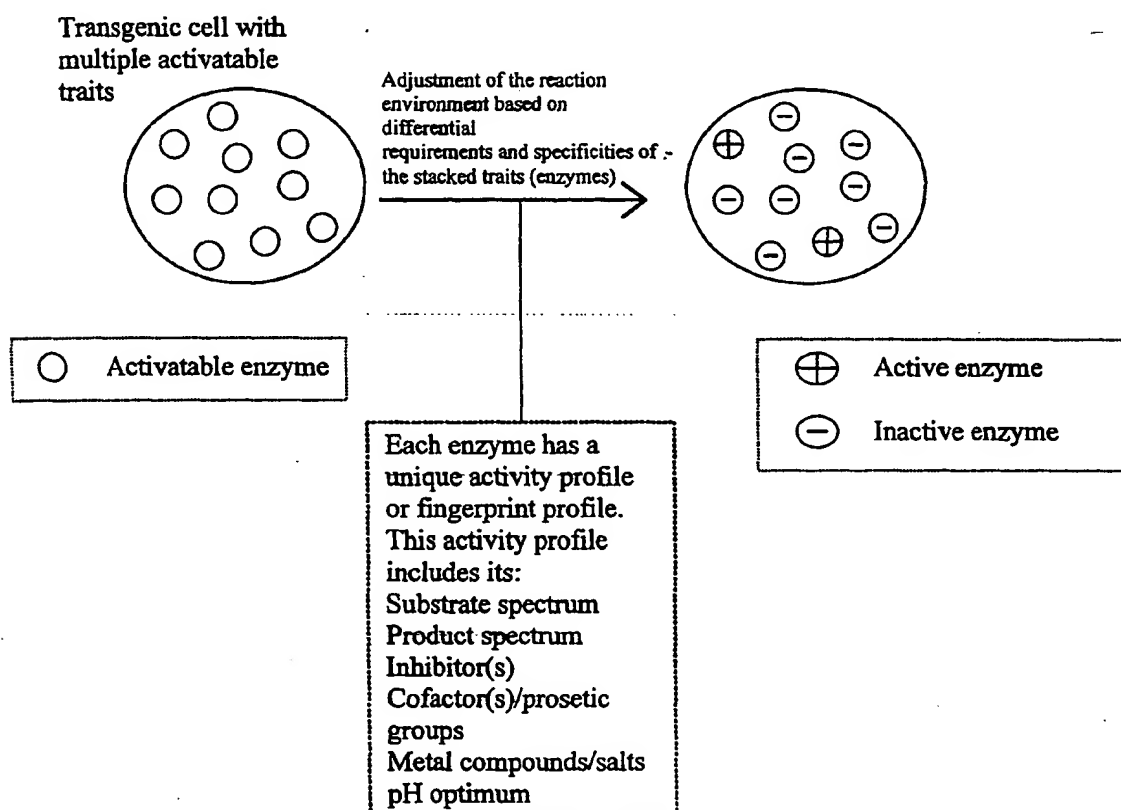 Transgenic cell with
multiple activatable
traits
Adjustment of the reaction
environment based on
differential
requirements and specificities of
the stacked traits (enzymes)
Activatable enzyme
Active enzyme
Inactive enzyme
Each enzyme has a
unique activity profile
or fingerprint profile.
This activity profile
includes its:
Substrate spectrum
Product spectrum
Inhibitor(s)
Cofactor(s)/prosetic
groups
Metal compounds/salts
pH optimum